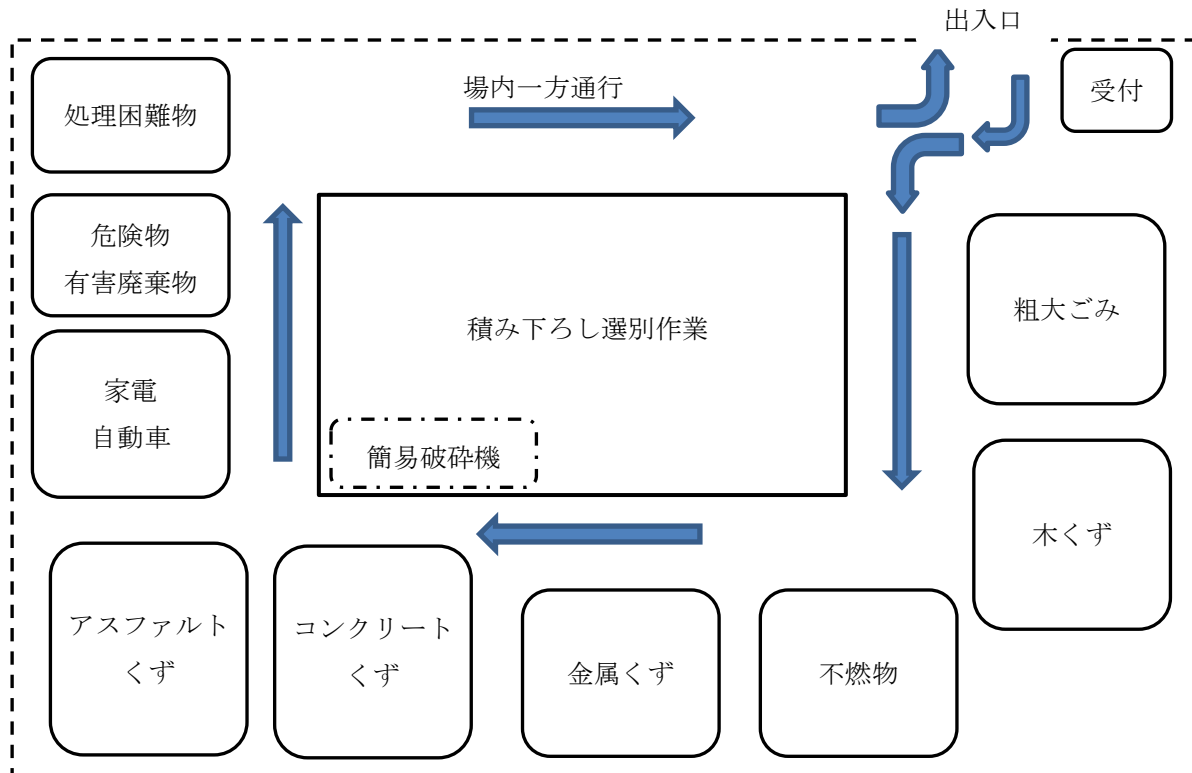 出入口
受付
場内一方通行
処理困難物
危険物
有害廃棄物
家電
自動車
積み下ろし選別作業
簡易破砕機
粗大ごみ
木くず
アスファルト
くず
コンクリート
くず
金属くず
不燃物